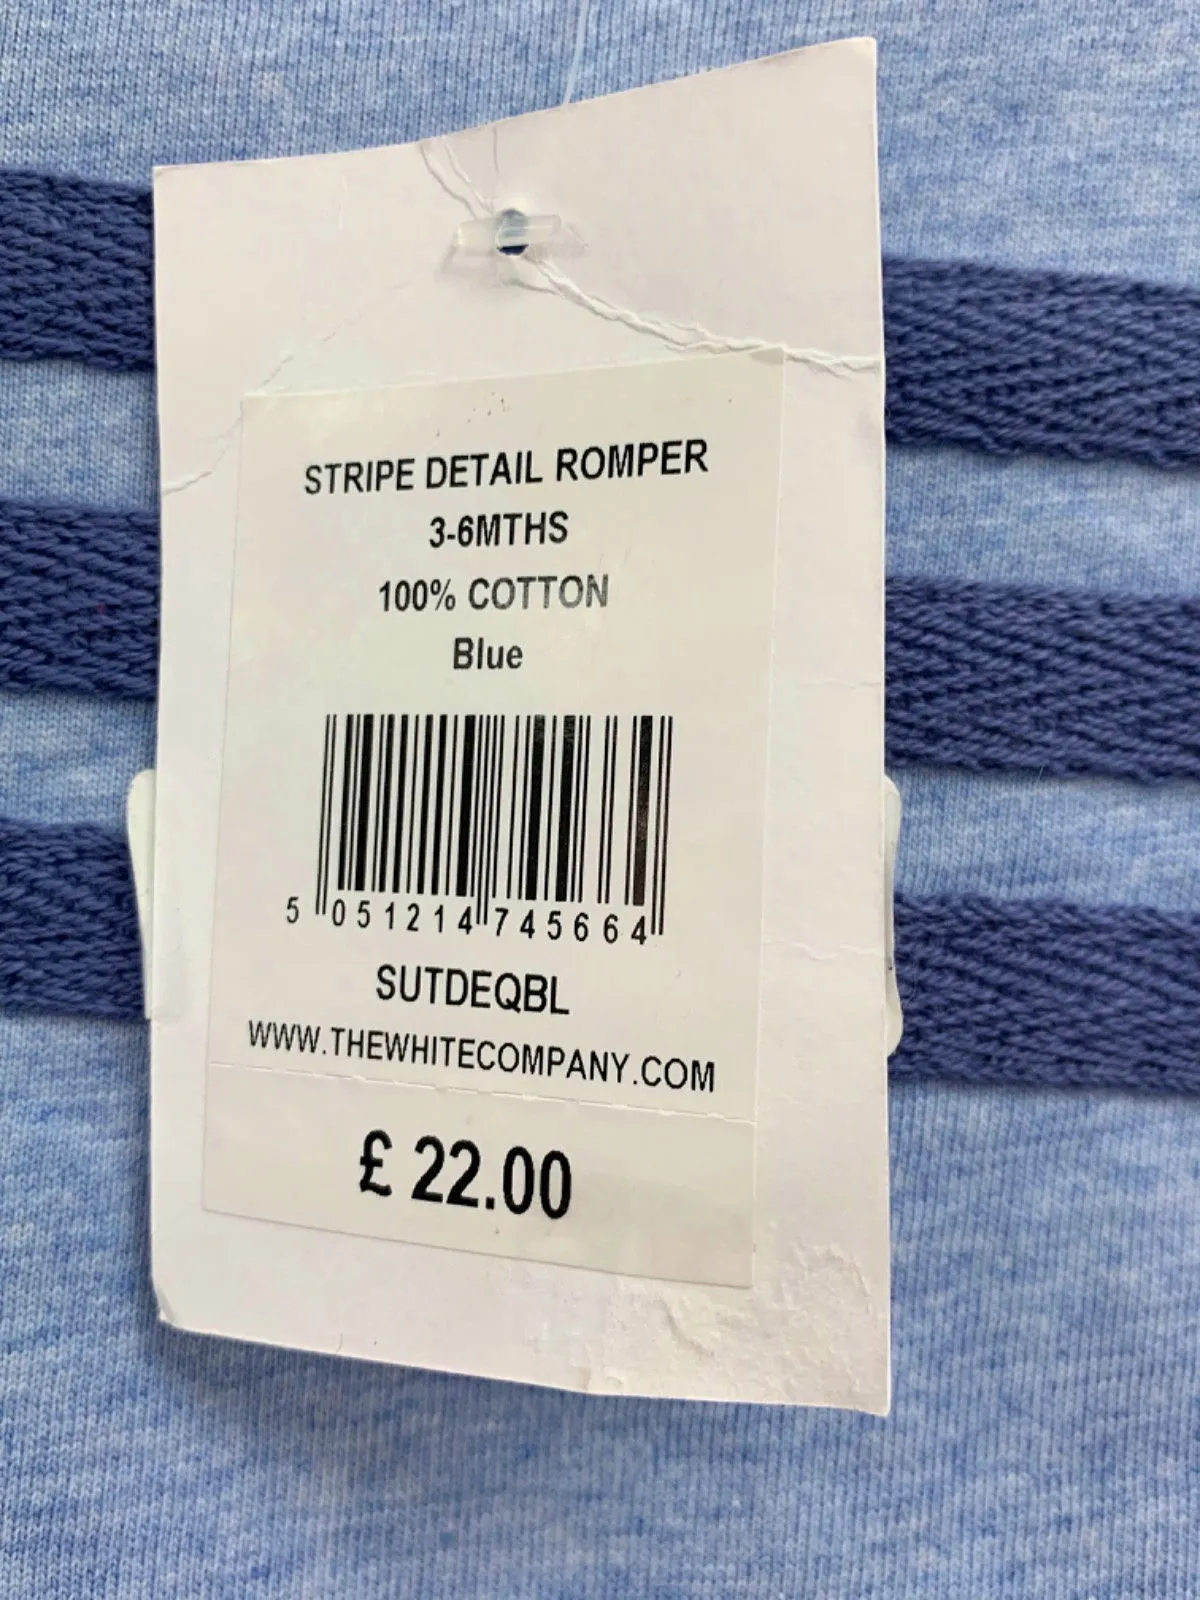 STRIPE DETAIL ROMPER
3-6MTHS
100% COTTON
Blue
5 051214 745664
SUTDEQBL
WWW.THEWHITECOMPANY.COM
£ 22.00